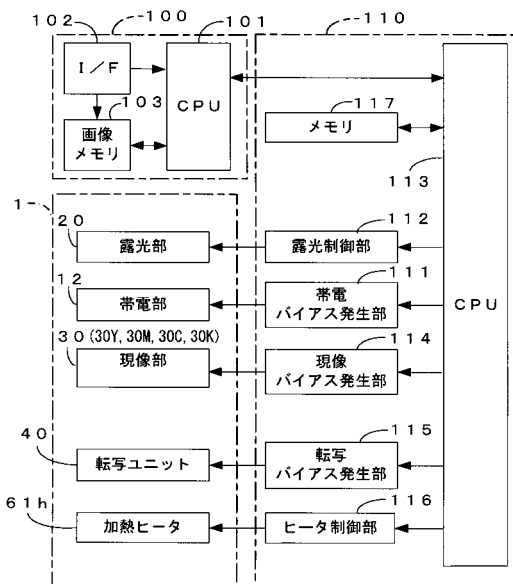 102
100
101
110
I/F
CPU
103
画像
メモリ
117
メモリ
113
1
20
露光部
112
露光制御部
12
帯電部
111
帯電
バイアス発生部
CPU
30(30Y,30M,30C,30K)
現像部
114
現像
バイアス発生部
40
転写ユニット
115
転写
バイアス発生部
61h
加熱ヒータ
116
ヒータ制御部